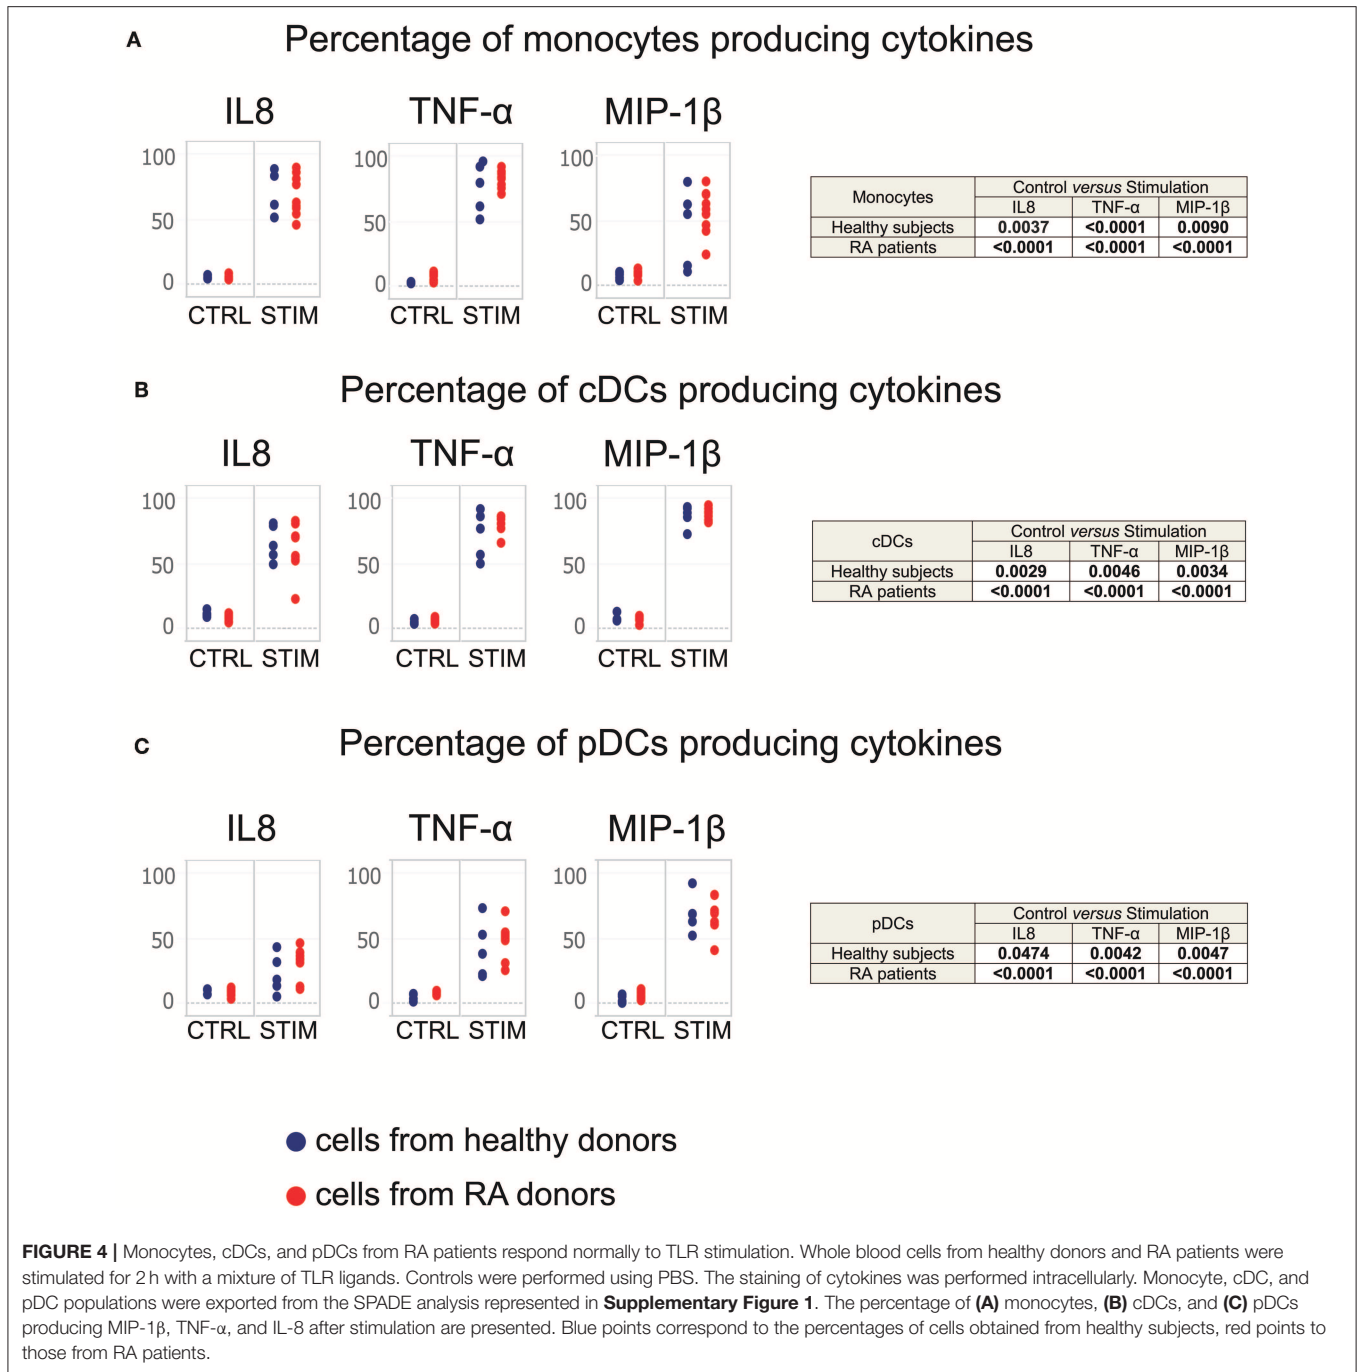 A Percentage of monocytes producing cytokines
IL8 TNF-α MIP-1β
100 100 100
50 50 50
0 0 0
CTRL STIM CTRL STIM CTRL STIM
Monocytes Control versus Stimulation
IL8 TNF-α MIP-1β
Healthy subjects 0.0037 <0.0001 0.0090
RA patients <0.0001 <0.0001 <0.0001
B Percentage of cDCs producing cytokines
IL8 TNF-α MIP-1β
100 100 100
50 50 50
0 0 0
CTRL STIM CTRL STIM CTRL STIM
cDCs Control versus Stimulation
IL8 TNF-α MIP-1β
Healthy subjects 0.0029 0.0046 0.0034
RA patients <0.0001 <0.0001 <0.0001
C Percentage of pDCs producing cytokines
IL8 TNF-α MIP-1β
100 100 100
50 50 50
0 0 0
CTRL STIM CTRL STIM CTRL STIM
pDCs Control versus Stimulation
IL8 TNF-α MIP-1β
Healthy subjects 0.0474 0.0042 0.0047
RA patients <0.0001 <0.0001 <0.0001
cells from healthy donors
cells from RA donors
FIGURE 4 | Monocytes, cDCs, and pDCs from RA patients respond normally to TLR stimulation. Whole blood cells from healthy donors and RA patients were
stimulated for 2 h with a mixture of TLR ligands. Controls were performed using PBS. The staining of cytokines was performed intracellularly. Monocyte, cDC, and
pDC populations were exported from the SPADE analysis represented in Supplementary Figure 1. The percentage of (A) monocytes, (B) cDCs, and (C) pDCs
producing MIP-1β, TNF-α, and IL-8 after stimulation are presented. Blue points correspond to the percentages of cells obtained from healthy subjects, red points to
those from RA patients.